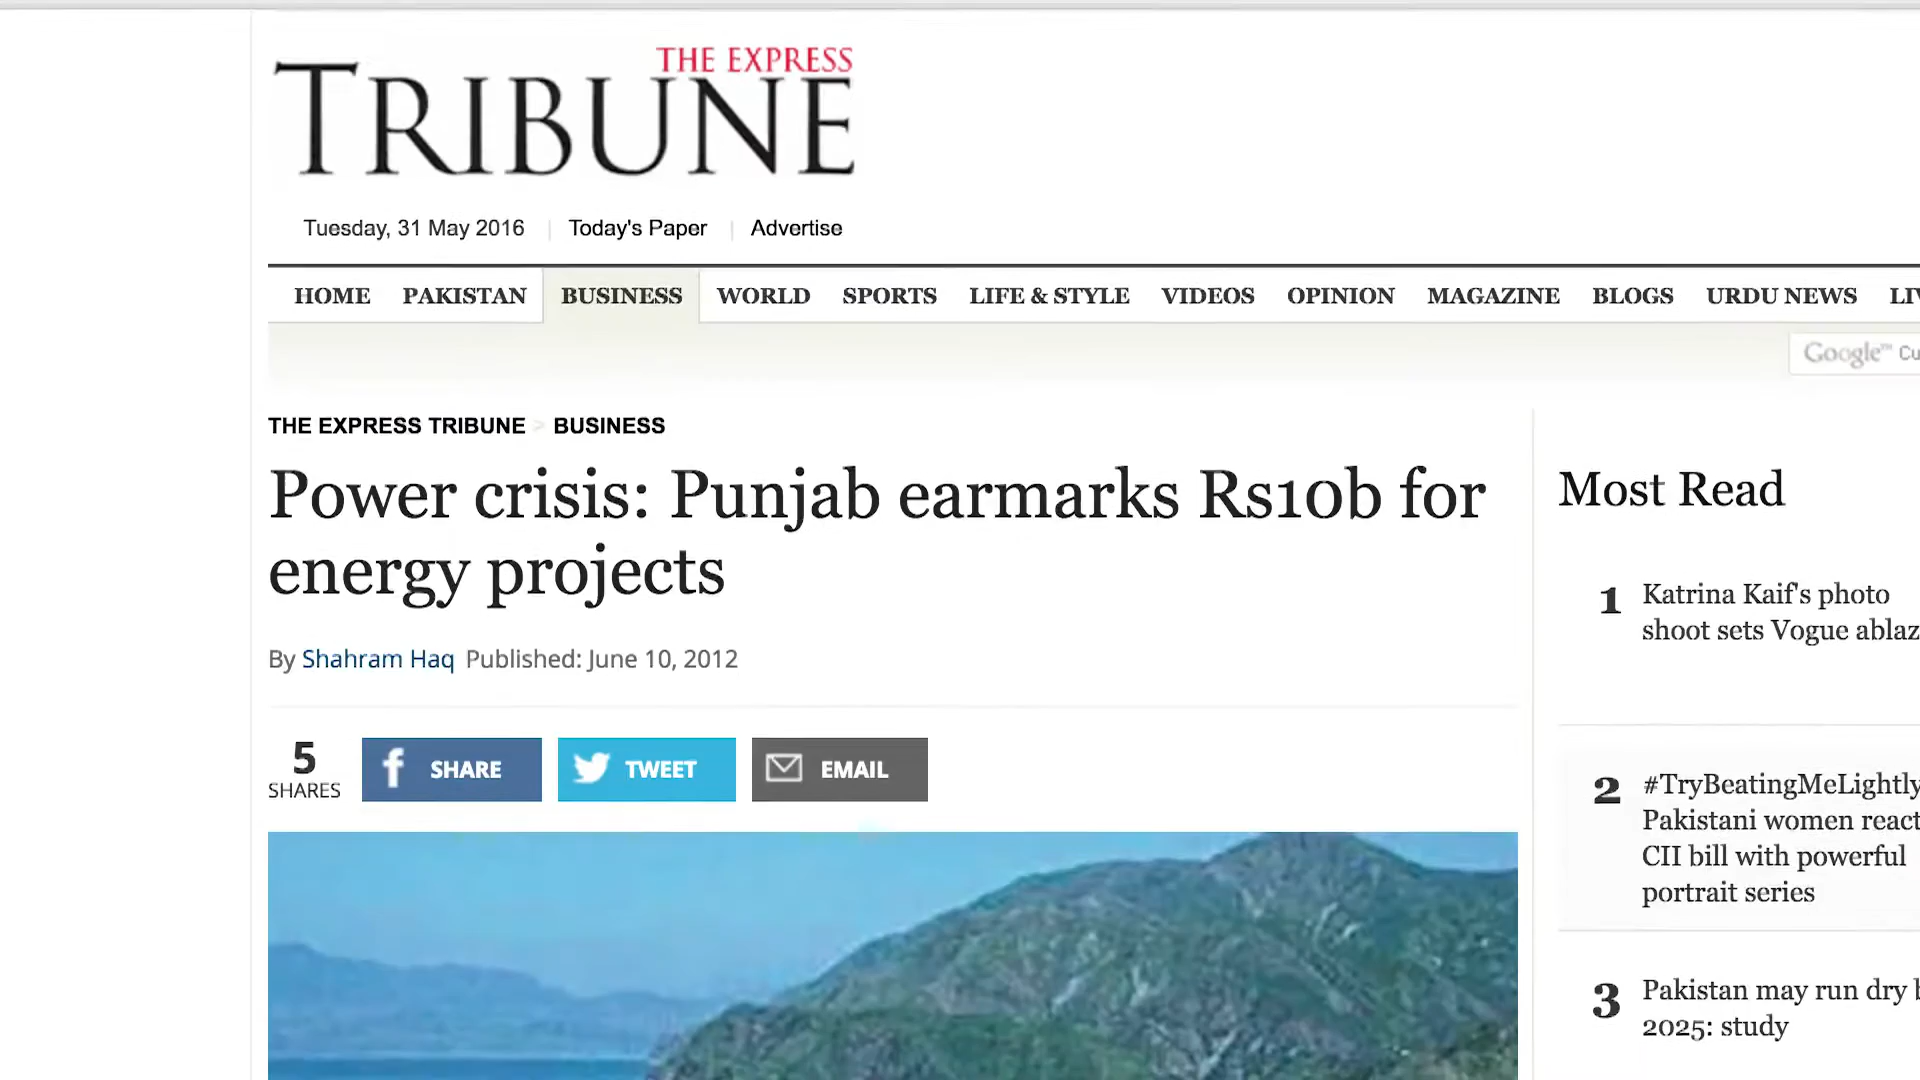 THE EXPRESS
TRIBUNE
Tuesday, 31 May 2016 Today's Paper Advertise
HOME PAKISTAN BUSINESS WORLD SPORTS LIFE & STYLE VIDEOS OPINION MAGAZINE BLOGS URDU NEWS
Google™
THE EXPRESS TRIBUNE > BUSINESS
Power crisis: Punjab earmarks Rs10b for
energy projects
By Shahram Haq Published: June 10, 2012
5
SHARES
SHARE
TWEET
EMAIL
Most Read
1
Katrina Kaif's photo
shoot sets Vogue
2
#TryBeatingMeLightly
Pakistani women react
CII bill with powerful
portrait series
3
Pakistan may run dry
2025: study